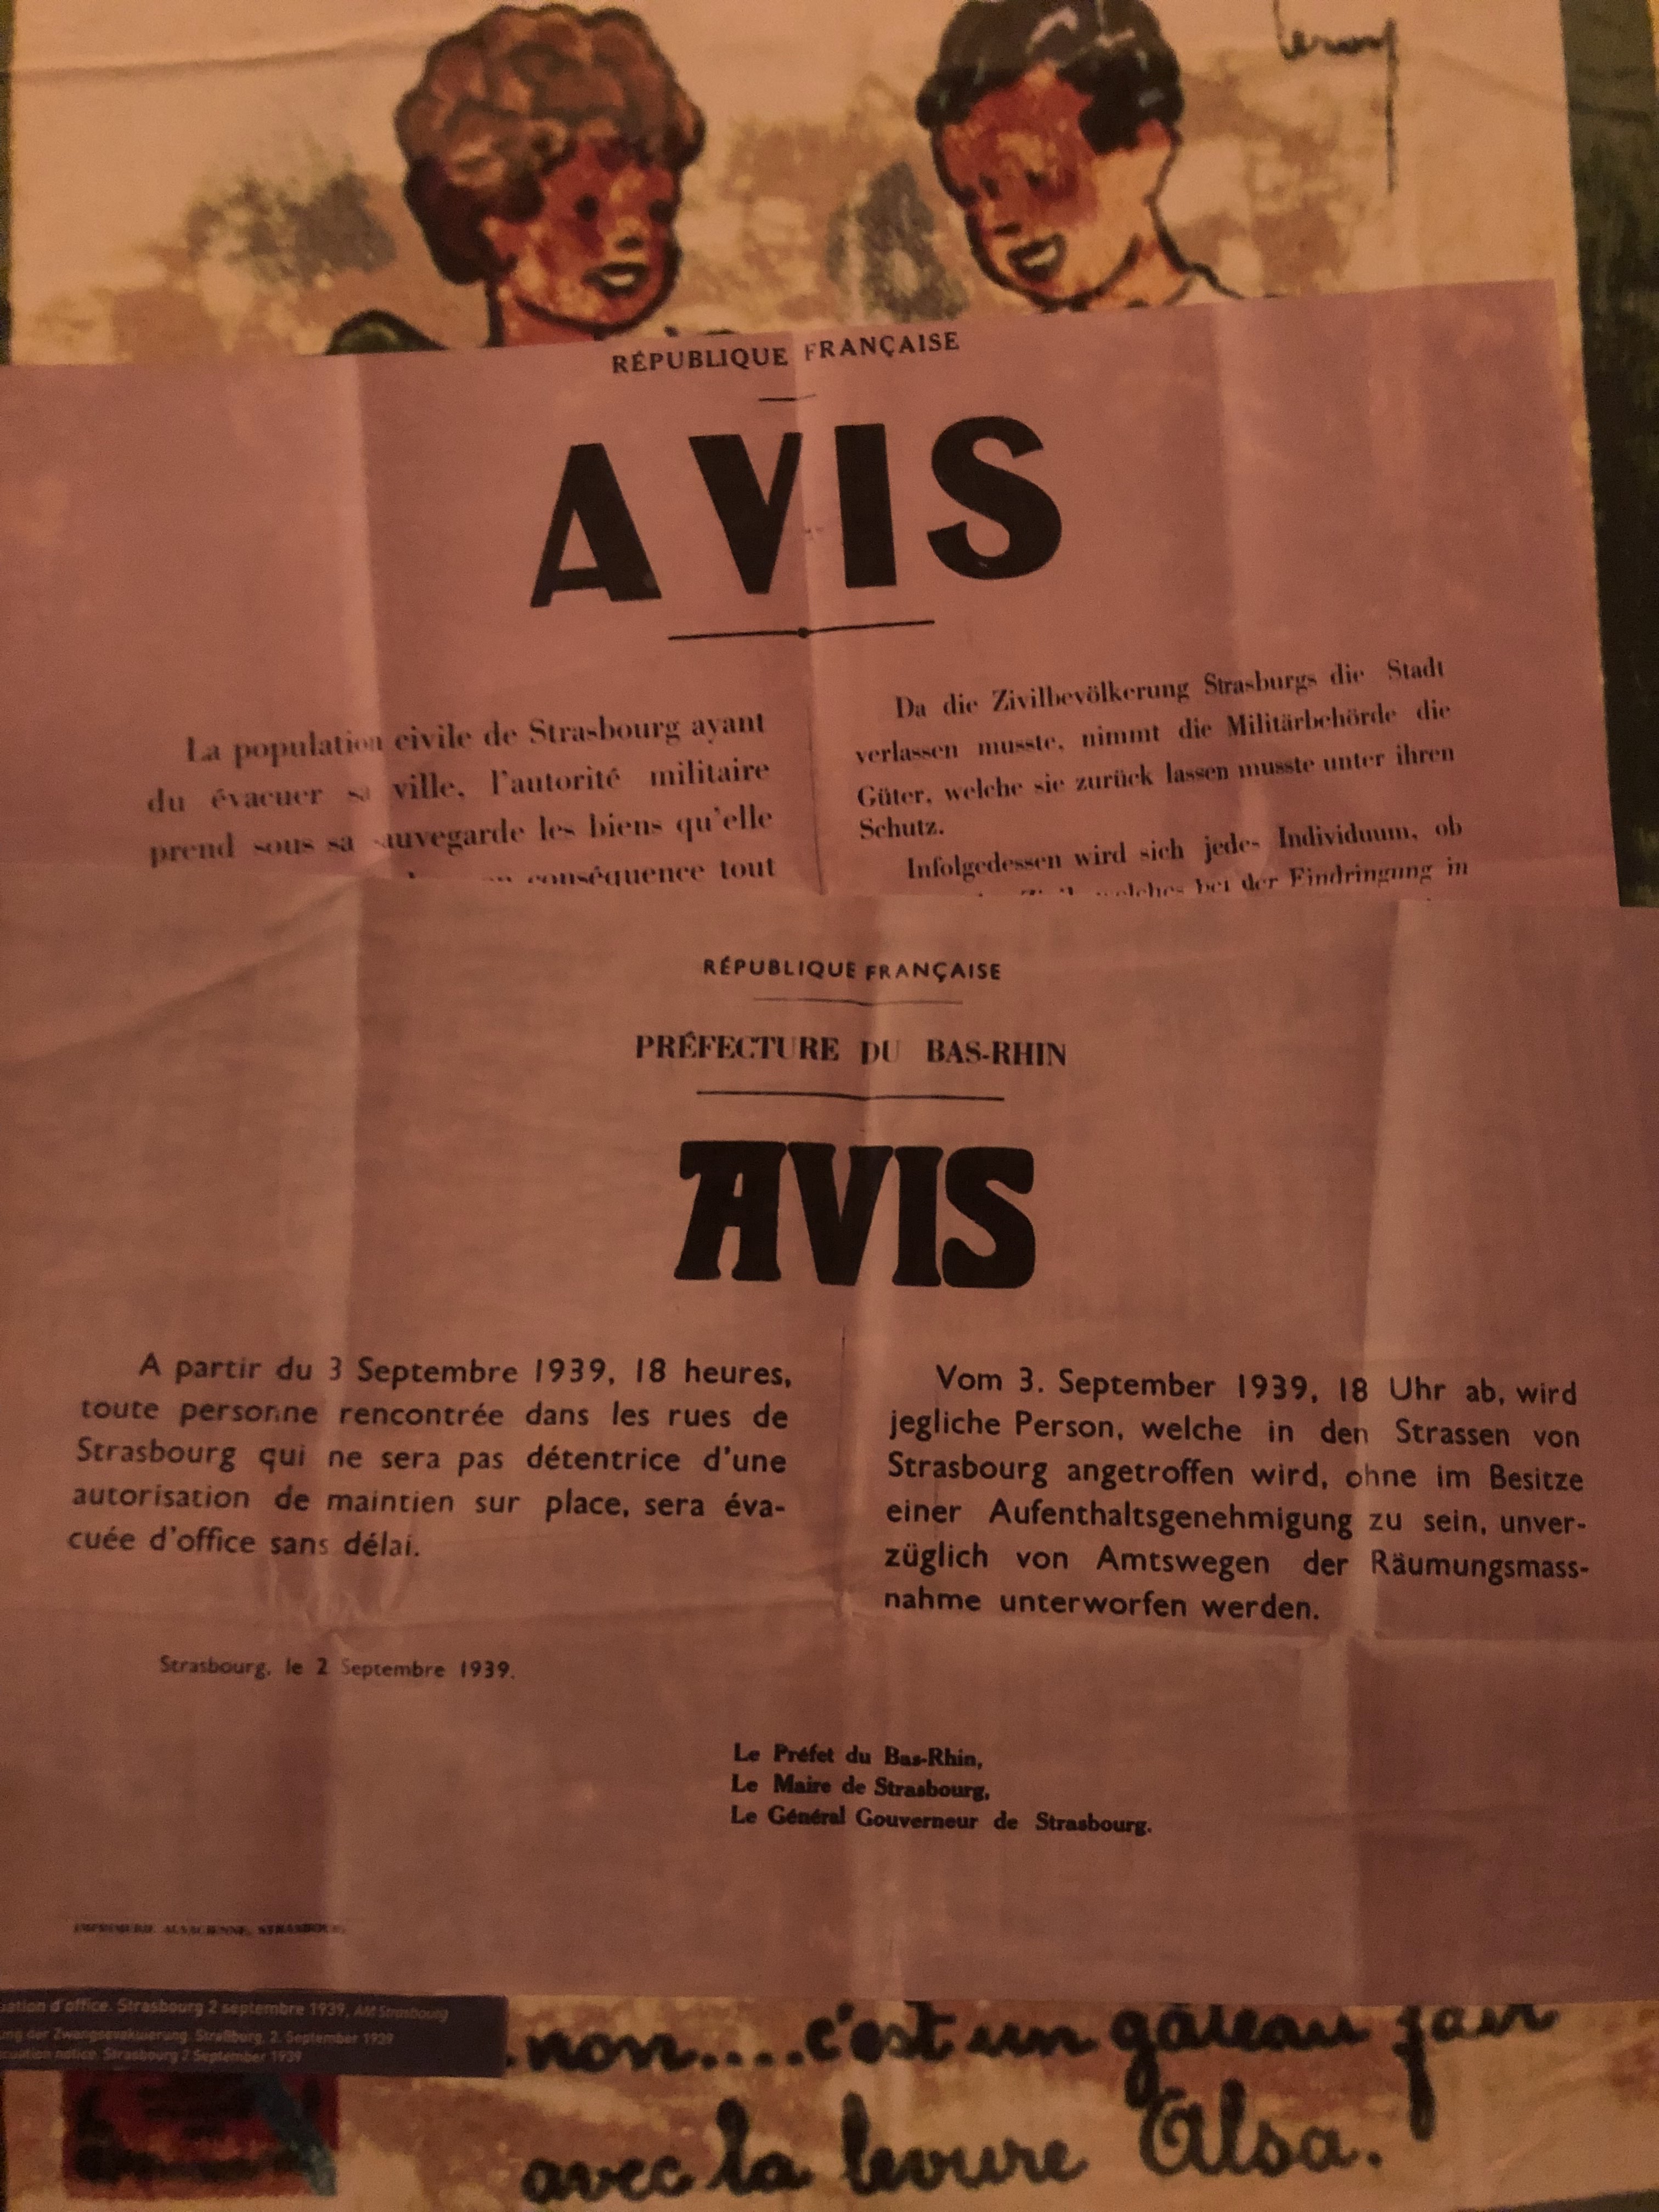 RÉPUBLIQUE FRANÇAISE
AVIS
La population civile de Strasbourg ayant
du évacuer sa ville, l'autorité militaire
prend sous sa sauvegarde les biens qu'elle
conséquence tout
Da die Zivilbevölkerung Strasburgs die Stadt
verlassen musste, nimmt die Militärbehörde die
Güter, welche sie zurück lassen musste unter ihren
Schutz.
Infolgedessen wird sich jedes Individuum, ob
welches bei der Eindringung in
RÉPUBLIQUE FRANÇAISE
PRÉFECTURE DU BAS-RHIN
AVIS
A partir du 3 Septembre 1939, 18 heures,
toute personne rencontrée dans les rues de
Strasbourg qui ne sera pas détentrice d'une
autorisation de maintien sur place, sera éva-
cuée d'office sans délai.
Vom 3. September 1939, 18 Uhr ab, wird
jegliche Person, welche in den Strassen von
Strasbourg angetroffen wird, ohne im Besitze
einer Aufenthaltsgenehmigung zu sein, unver-
züglich von Amtswegen der Räumungsmass-
nahme unterworfen werden.
Strasbourg, le 2 Septembre 1939.
Le Préfet du Bas-Rhin,
Le Maire de Strasbourg,
Le Général Gouverneur de Strasbourg.
IMPRIMERIE ALSACIENNE, STRASBOURG
d'office. Strasbourg 2 septembre 1939, AM Strasbourg
der Zwangsevakuierung. Straßburg, 2. September 1939
notice. Strasbourg 2 September 1939
non....c'est un gâteau fait
avec la levure Alsa.